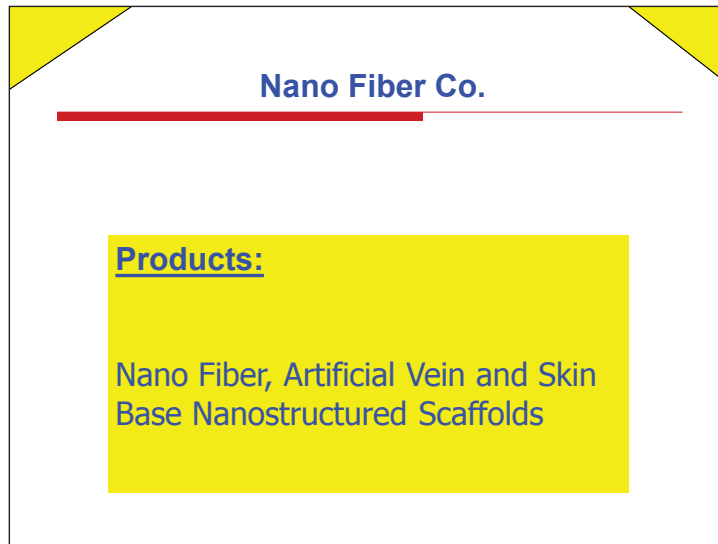 Nano Fiber Co.
Products:
Nano Fiber, Artificial Vein and Skin
Base Nanostructured Scaffolds